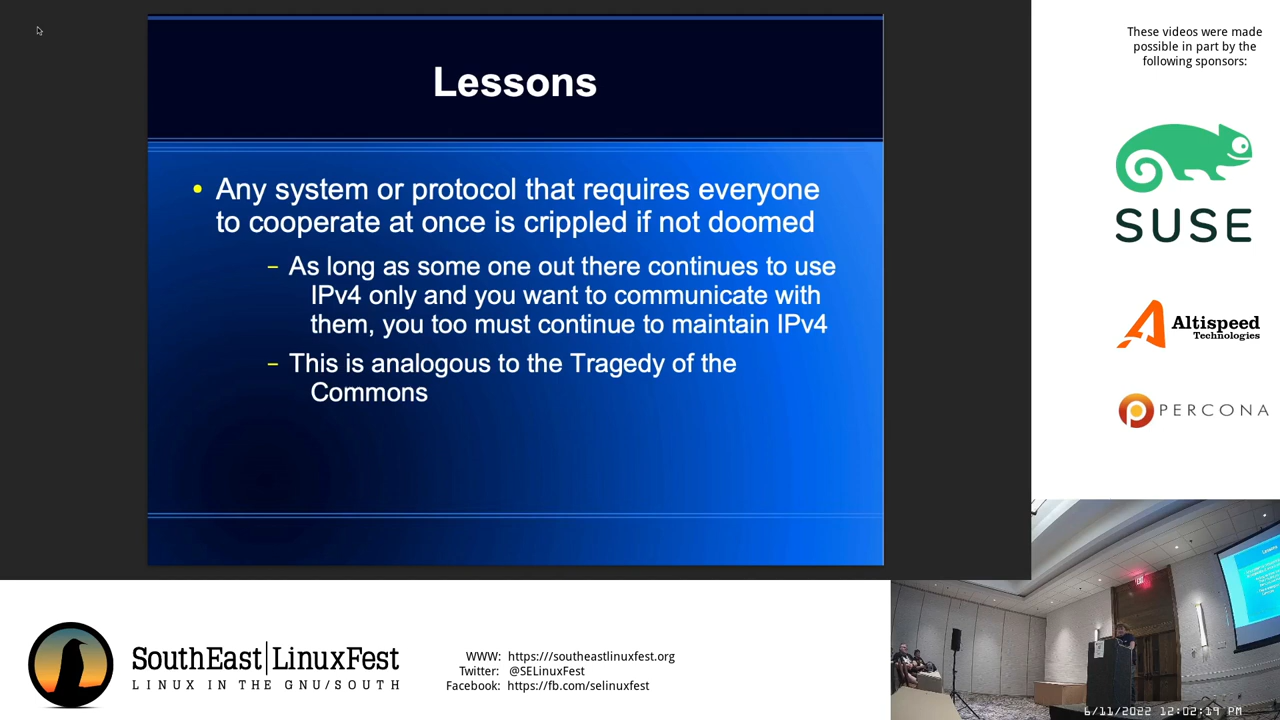 Lessons
• Any system or protocol that requires everyone
to cooperate at once is crippled if not doomed
– As long as some one out there continues to use
IPv4 only and you want to communicate with
them, you too must continue to maintain IPv4
– This is analogous to the Tragedy of the
Commons
These videos were made
possible in part by the
following sponsors:
SUSE
Altispeed
Technologies
PERCONA
SouthEast|LinuxFest
LINUX IN THE GNU/SOUTH
WWW: https:///southeastlinuxfest.org
Twitter: @SELinuxFest
Facebook: https://fb.com/selinuxfest
Lessons
6/11/2022 12:02:19 PM